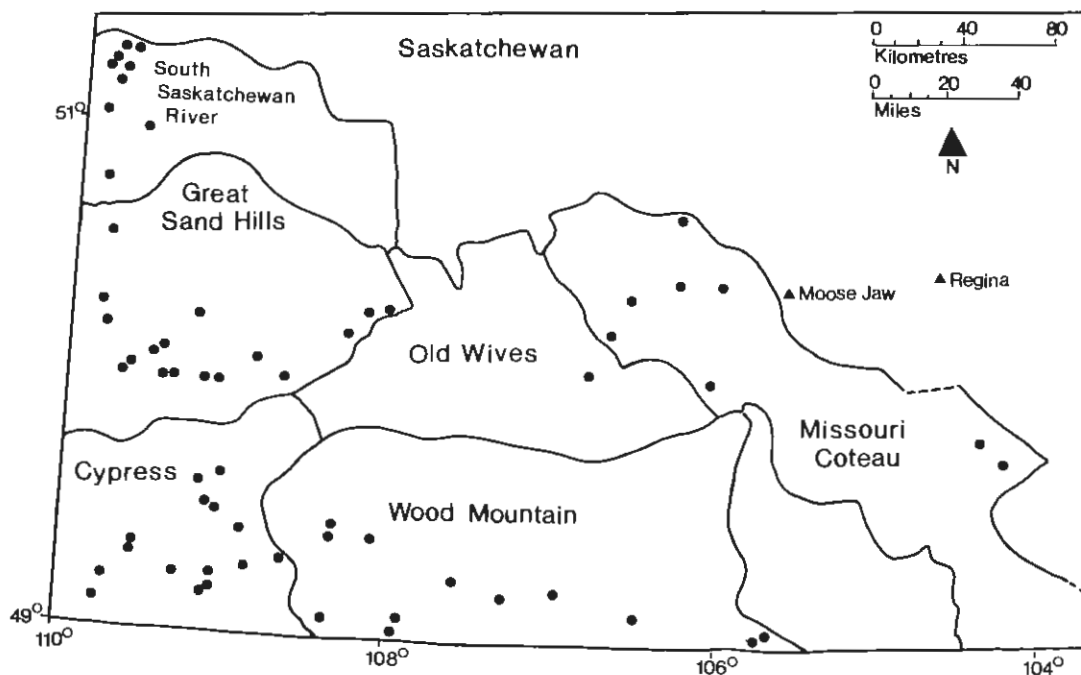 Saskatchewan
0 40 80
Kilometres
0 20 40
Miles
N
South
Saskatchewan
River
51°
Great
Sand Hills
Moose Jaw
Regina
Old Wives
Missouri
Coteau
Cypress
Wood Mountain
49°
110°
108°
106°
104°